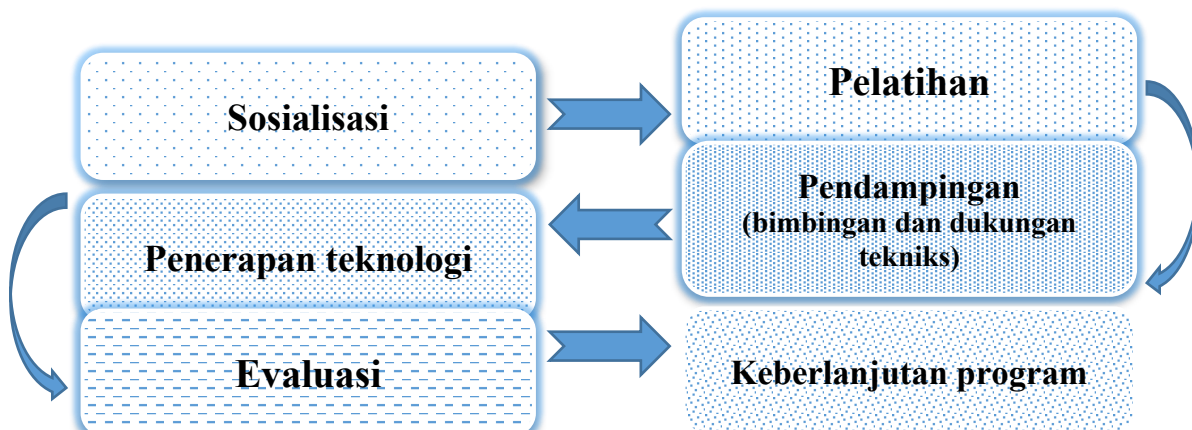 Sosialisasi
Pelatihan
Pendampingan
(bimbingan dan dukungan
tekniks)
Penerapan teknologi
Evaluasi
Keberlanjutan program